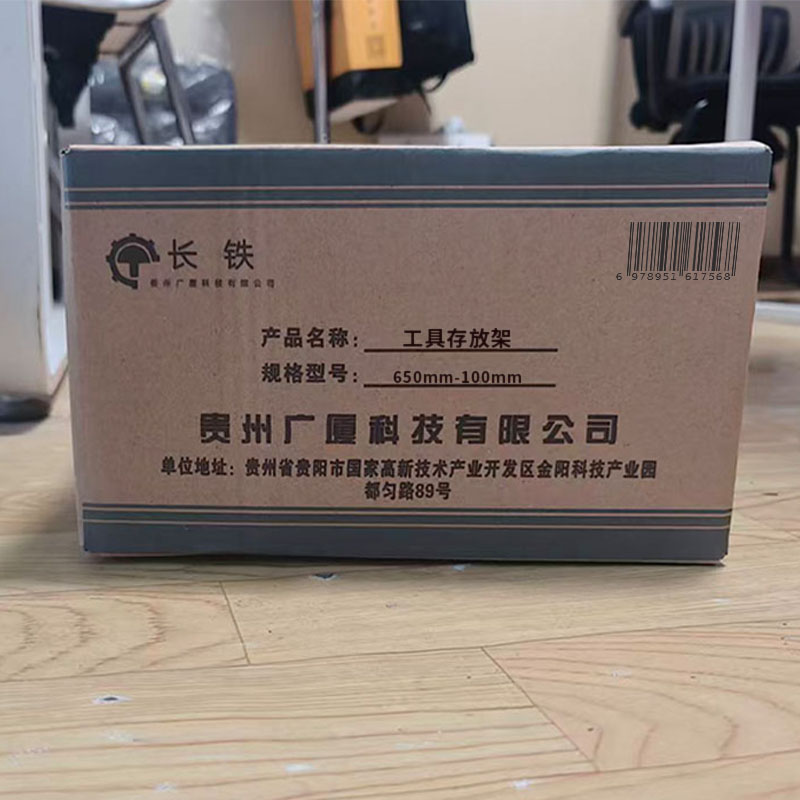 长铁
贵州广厦科技有限公司
6 978951 617568
产品名称：工具存放架
规格型号：650mm-100mm
贵州广厦科技有限公司
单位地址：贵州省贵阳市国家高新技术产业开发区金阳科技产业园
都匀路89号